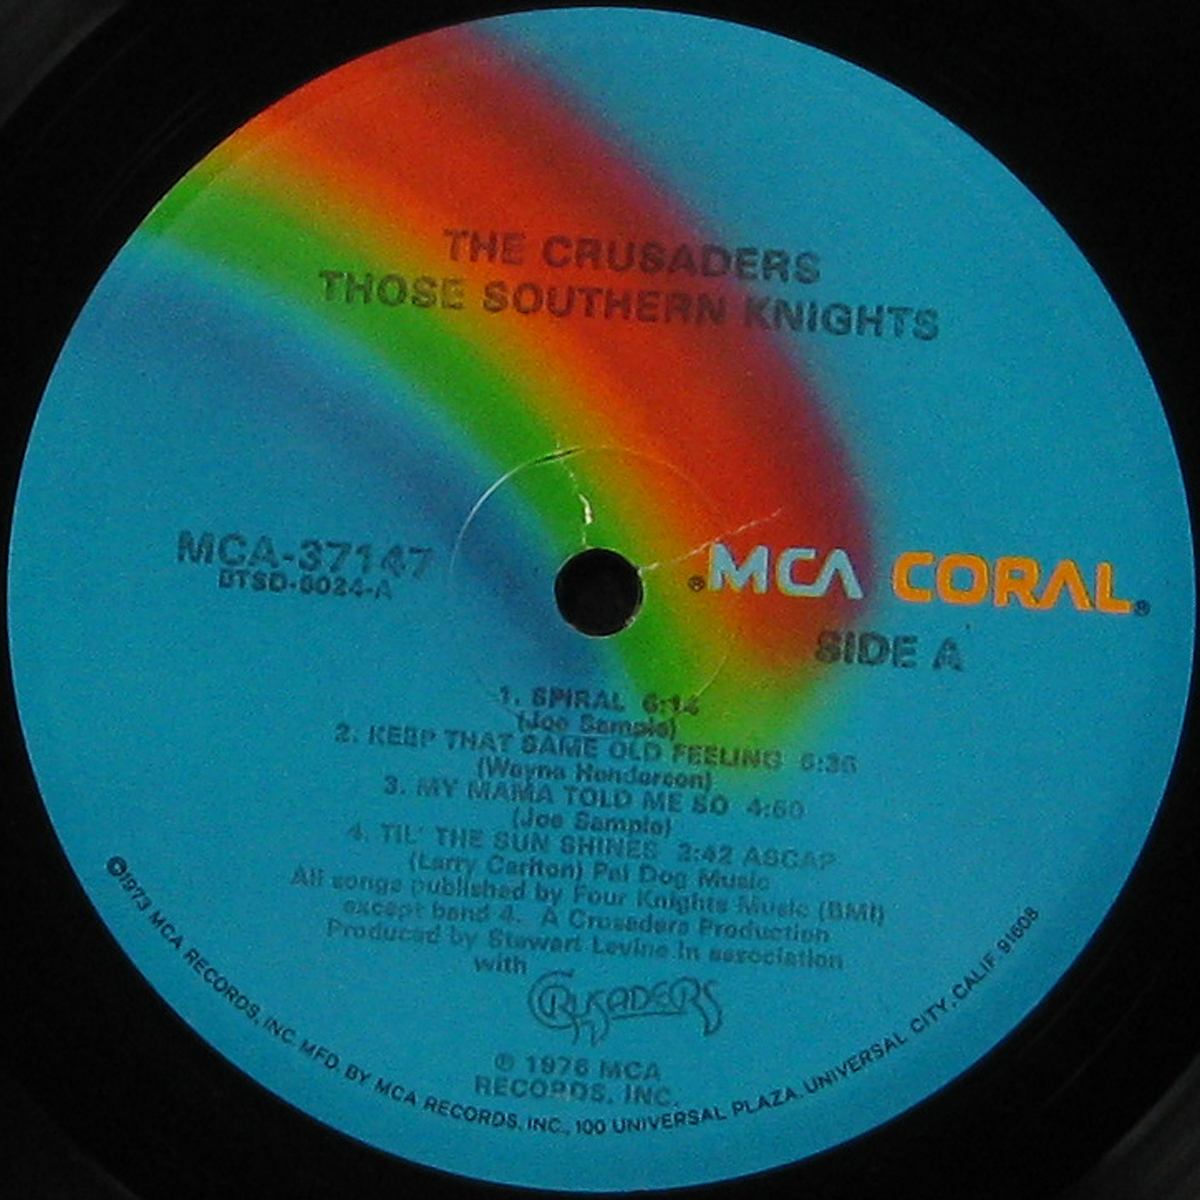 THE CRUSADERS
THOSE SOUTHERN KNIGHTS
MCA-37147
BTSD-6024-A
®MCA CORAL®
SIDE A
1. SPIRAL 6:14
(Joe Sample)
2. KEEP THAT SAME OLD FEELING 6:36
(Wayne Henderson)
3. MY MAMA TOLD ME SO 4:50
(Joe Sample)
4. TIL' THE SUN SHINES 3:42 ASCAP
(Larry Carlton) Pal Dog Music
All songs published by Four Knights Music (BMI)
except band 4. A Crusaders Production
Produced by Stewart Levine in association
with CRUSADERS
℗ 1976 MCA
RECORDS, INC.
©1973 MCA RECORDS, INC. MFD. BY MCA RECORDS, INC., 100 UNIVERSAL PLAZA, UNIVERSAL CITY, CALIF 91608